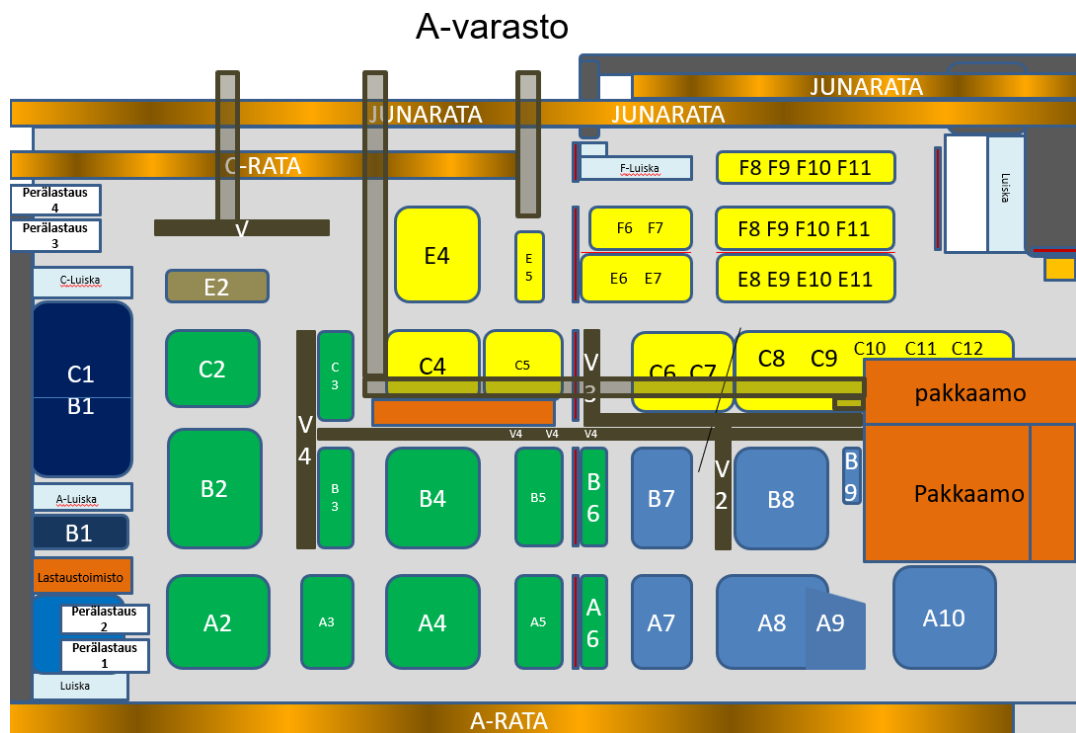 A-varasto
JUNARATA
JUNARATA
JUNARATA
C-RATA
F-Luiska
F8 F9 F10 F11
Luiska
Perälastaus
4
Perälastaus
3
V
F6 F7
F8 F9 F10 F11
E4
E
5
E6 E7
E8 E9 E10 E11
C-Luiska
E2
C1
B1
C2
C
3
C4
C5
V
3
C6 C7
C8 C9 C10 C11 C12
pakkaamo
V
4
V4 V4 V4
A-Luiska
B1
B2
B
3
B4
B5
B
6
B7
V
2
B8
B
9
Pakkaamo
Lastaustoimisto
Perälastaus
2
Perälastaus
1
Luiska
A2
A3
A4
A5
A
6
A7
A8 A9
A10
A-RATA